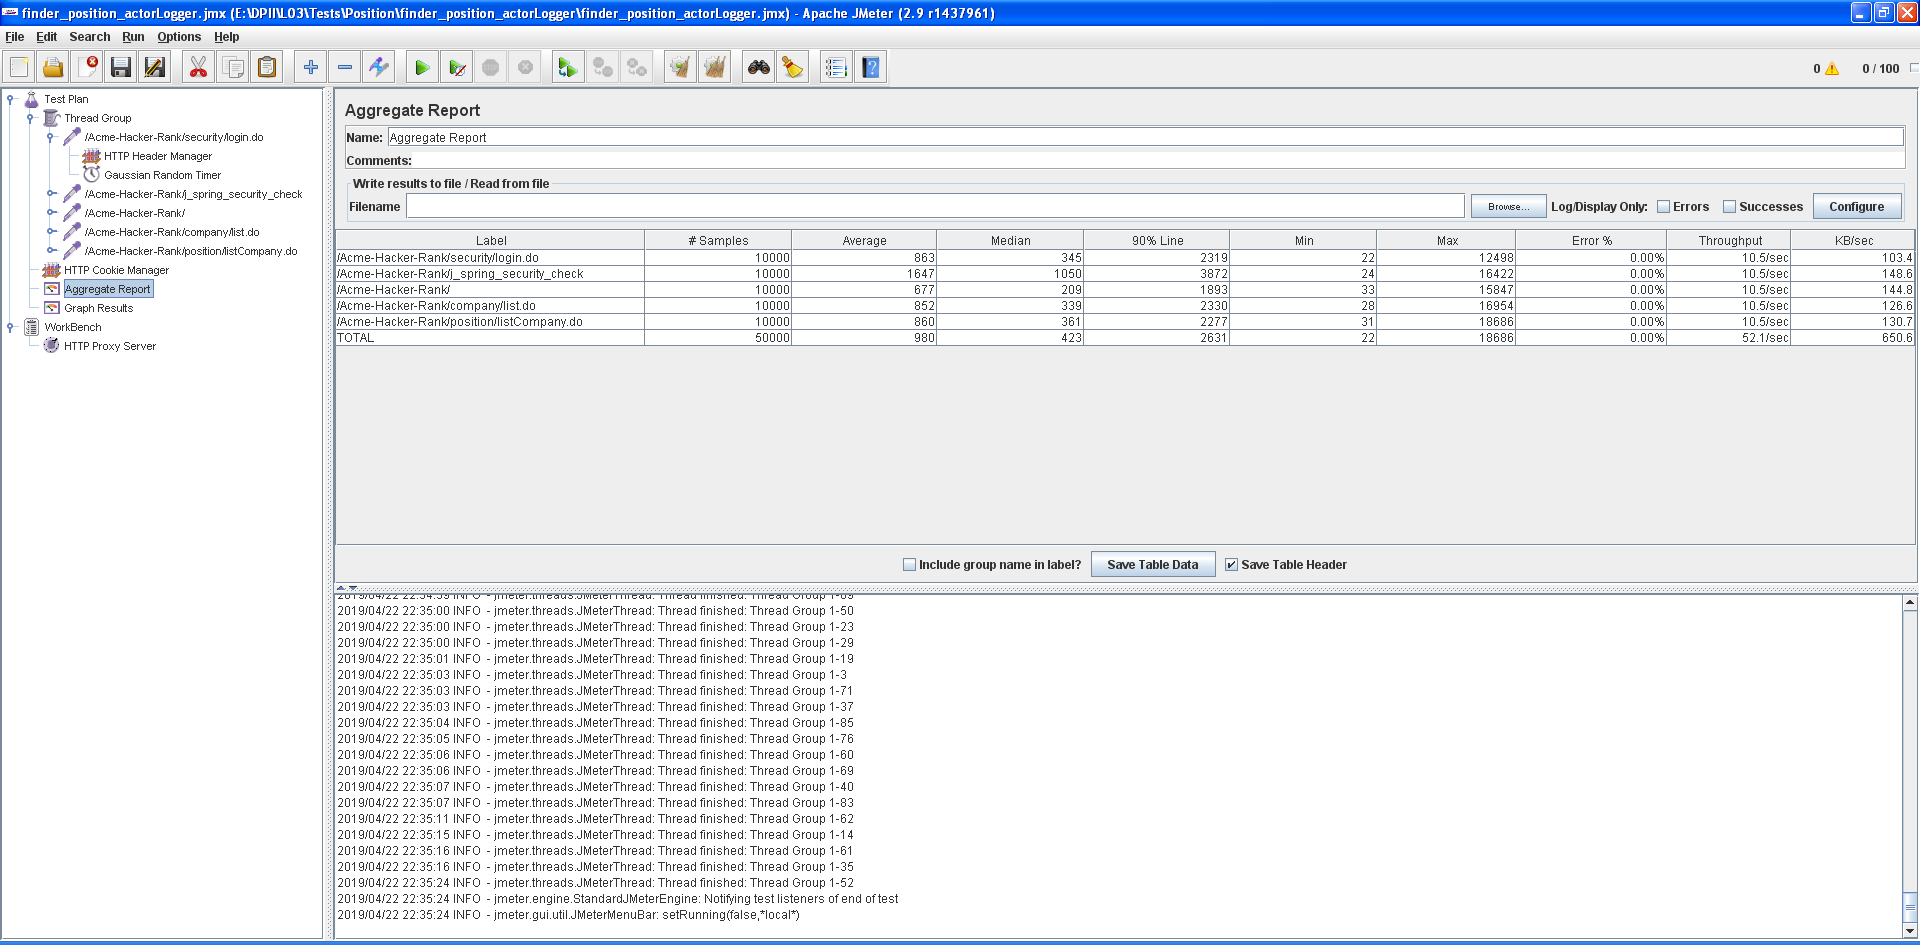 finder_position_actorLogger.jmx (E:\DPII\L03\Tests\Position\finder_position_actorLogger\finder_position_actorLogger.jmx) - Apache JMeter (2.9 r1437961)
File Edit Search Run Options Help
0 0 / 100
Test Plan
Thread Group
/Acme-Hacker-Rank/security/login.do
HTTP Header Manager
Gaussian Random Timer
/Acme-Hacker-Rank/j_spring_security_check
/Acme-Hacker-Rank/
/Acme-Hacker-Rank/company/list.do
/Acme-Hacker-Rank/position/listCompany.do
HTTP Cookie Manager
Aggregate Report
Graph Results
WorkBench
HTTP Proxy Server
Aggregate Report
Name: Aggregate Report
Comments:
Write results to file / Read from file
Filename Browse... Log/Display Only: Errors Successes Configure
Label # Samples Average Median 90% Line Min Max Error % Throughput KB/sec
/Acme-Hacker-Rank/security/login.do 10000 863 345 2319 22 12498 0.00% 10.5/sec 103.4
/Acme-Hacker-Rank/j_spring_security_check 10000 1647 1050 3872 24 16422 0.00% 10.5/sec 148.6
/Acme-Hacker-Rank/ 10000 677 209 1893 33 15847 0.00% 10.5/sec 144.8
/Acme-Hacker-Rank/company/list.do 10000 852 339 2330 28 16954 0.00% 10.5/sec 126.6
/Acme-Hacker-Rank/position/listCompany.do 10000 860 361 2277 31 18686 0.00% 10.5/sec 130.7
TOTAL 50000 980 423 2631 22 18686 0.00% 52.1/sec 650.6
Include group name in label? Save Table Data Save Table Header
2019/04/22 22:34:59 INFO - jmeter.threads.JMeterThread: Thread finished: Thread Group 1-89
2019/04/22 22:35:00 INFO - jmeter.threads.JMeterThread: Thread finished: Thread Group 1-50
2019/04/22 22:35:00 INFO - jmeter.threads.JMeterThread: Thread finished: Thread Group 1-23
2019/04/22 22:35:00 INFO - jmeter.threads.JMeterThread: Thread finished: Thread Group 1-29
2019/04/22 22:35:01 INFO - jmeter.threads.JMeterThread: Thread finished: Thread Group 1-19
2019/04/22 22:35:03 INFO - jmeter.threads.JMeterThread: Thread finished: Thread Group 1-3
2019/04/22 22:35:03 INFO - jmeter.threads.JMeterThread: Thread finished: Thread Group 1-71
2019/04/22 22:35:03 INFO - jmeter.threads.JMeterThread: Thread finished: Thread Group 1-37
2019/04/22 22:35:04 INFO - jmeter.threads.JMeterThread: Thread finished: Thread Group 1-85
2019/04/22 22:35:05 INFO - jmeter.threads.JMeterThread: Thread finished: Thread Group 1-76
2019/04/22 22:35:06 INFO - jmeter.threads.JMeterThread: Thread finished: Thread Group 1-60
2019/04/22 22:35:06 INFO - jmeter.threads.JMeterThread: Thread finished: Thread Group 1-69
2019/04/22 22:35:07 INFO - jmeter.threads.JMeterThread: Thread finished: Thread Group 1-40
2019/04/22 22:35:07 INFO - jmeter.threads.JMeterThread: Thread finished: Thread Group 1-83
2019/04/22 22:35:11 INFO - jmeter.threads.JMeterThread: Thread finished: Thread Group 1-62
2019/04/22 22:35:15 INFO - jmeter.threads.JMeterThread: Thread finished: Thread Group 1-14
2019/04/22 22:35:16 INFO - jmeter.threads.JMeterThread: Thread finished: Thread Group 1-61
2019/04/22 22:35:16 INFO - jmeter.threads.JMeterThread: Thread finished: Thread Group 1-35
2019/04/22 22:35:24 INFO - jmeter.threads.JMeterThread: Thread finished: Thread Group 1-52
2019/04/22 22:35:24 INFO - jmeter.engine.StandardJMeterEngine: Notifying test listeners of end of test
2019/04/22 22:35:24 INFO - jmeter.gui.util.JMeterMenuBar: setRunning(false,*local*)